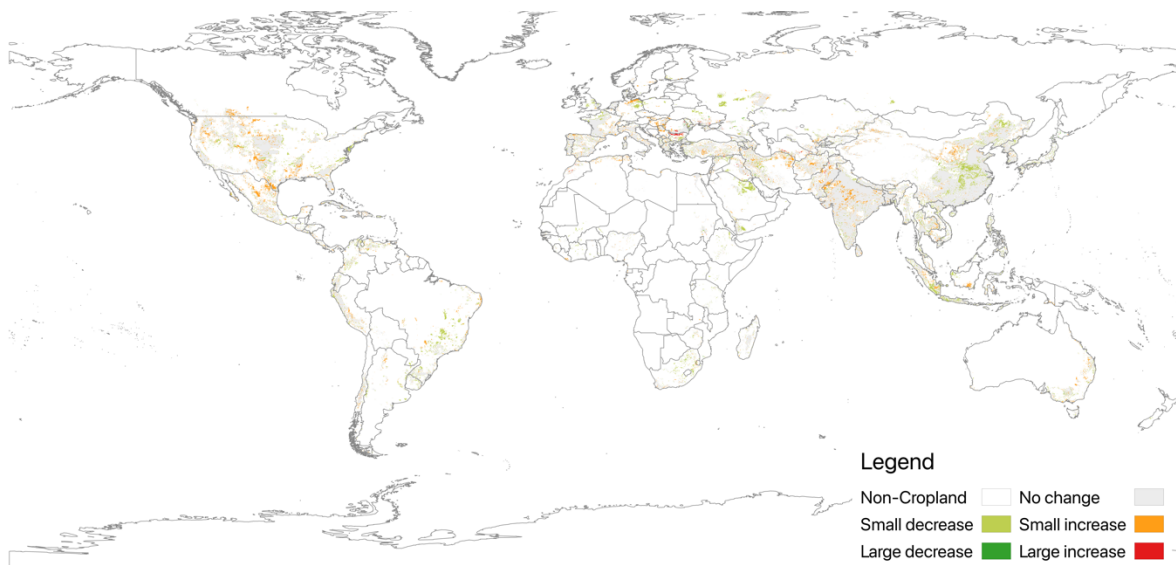 Legend
Non-Cropland No change
Small decrease Small increase
Large decrease Large increase